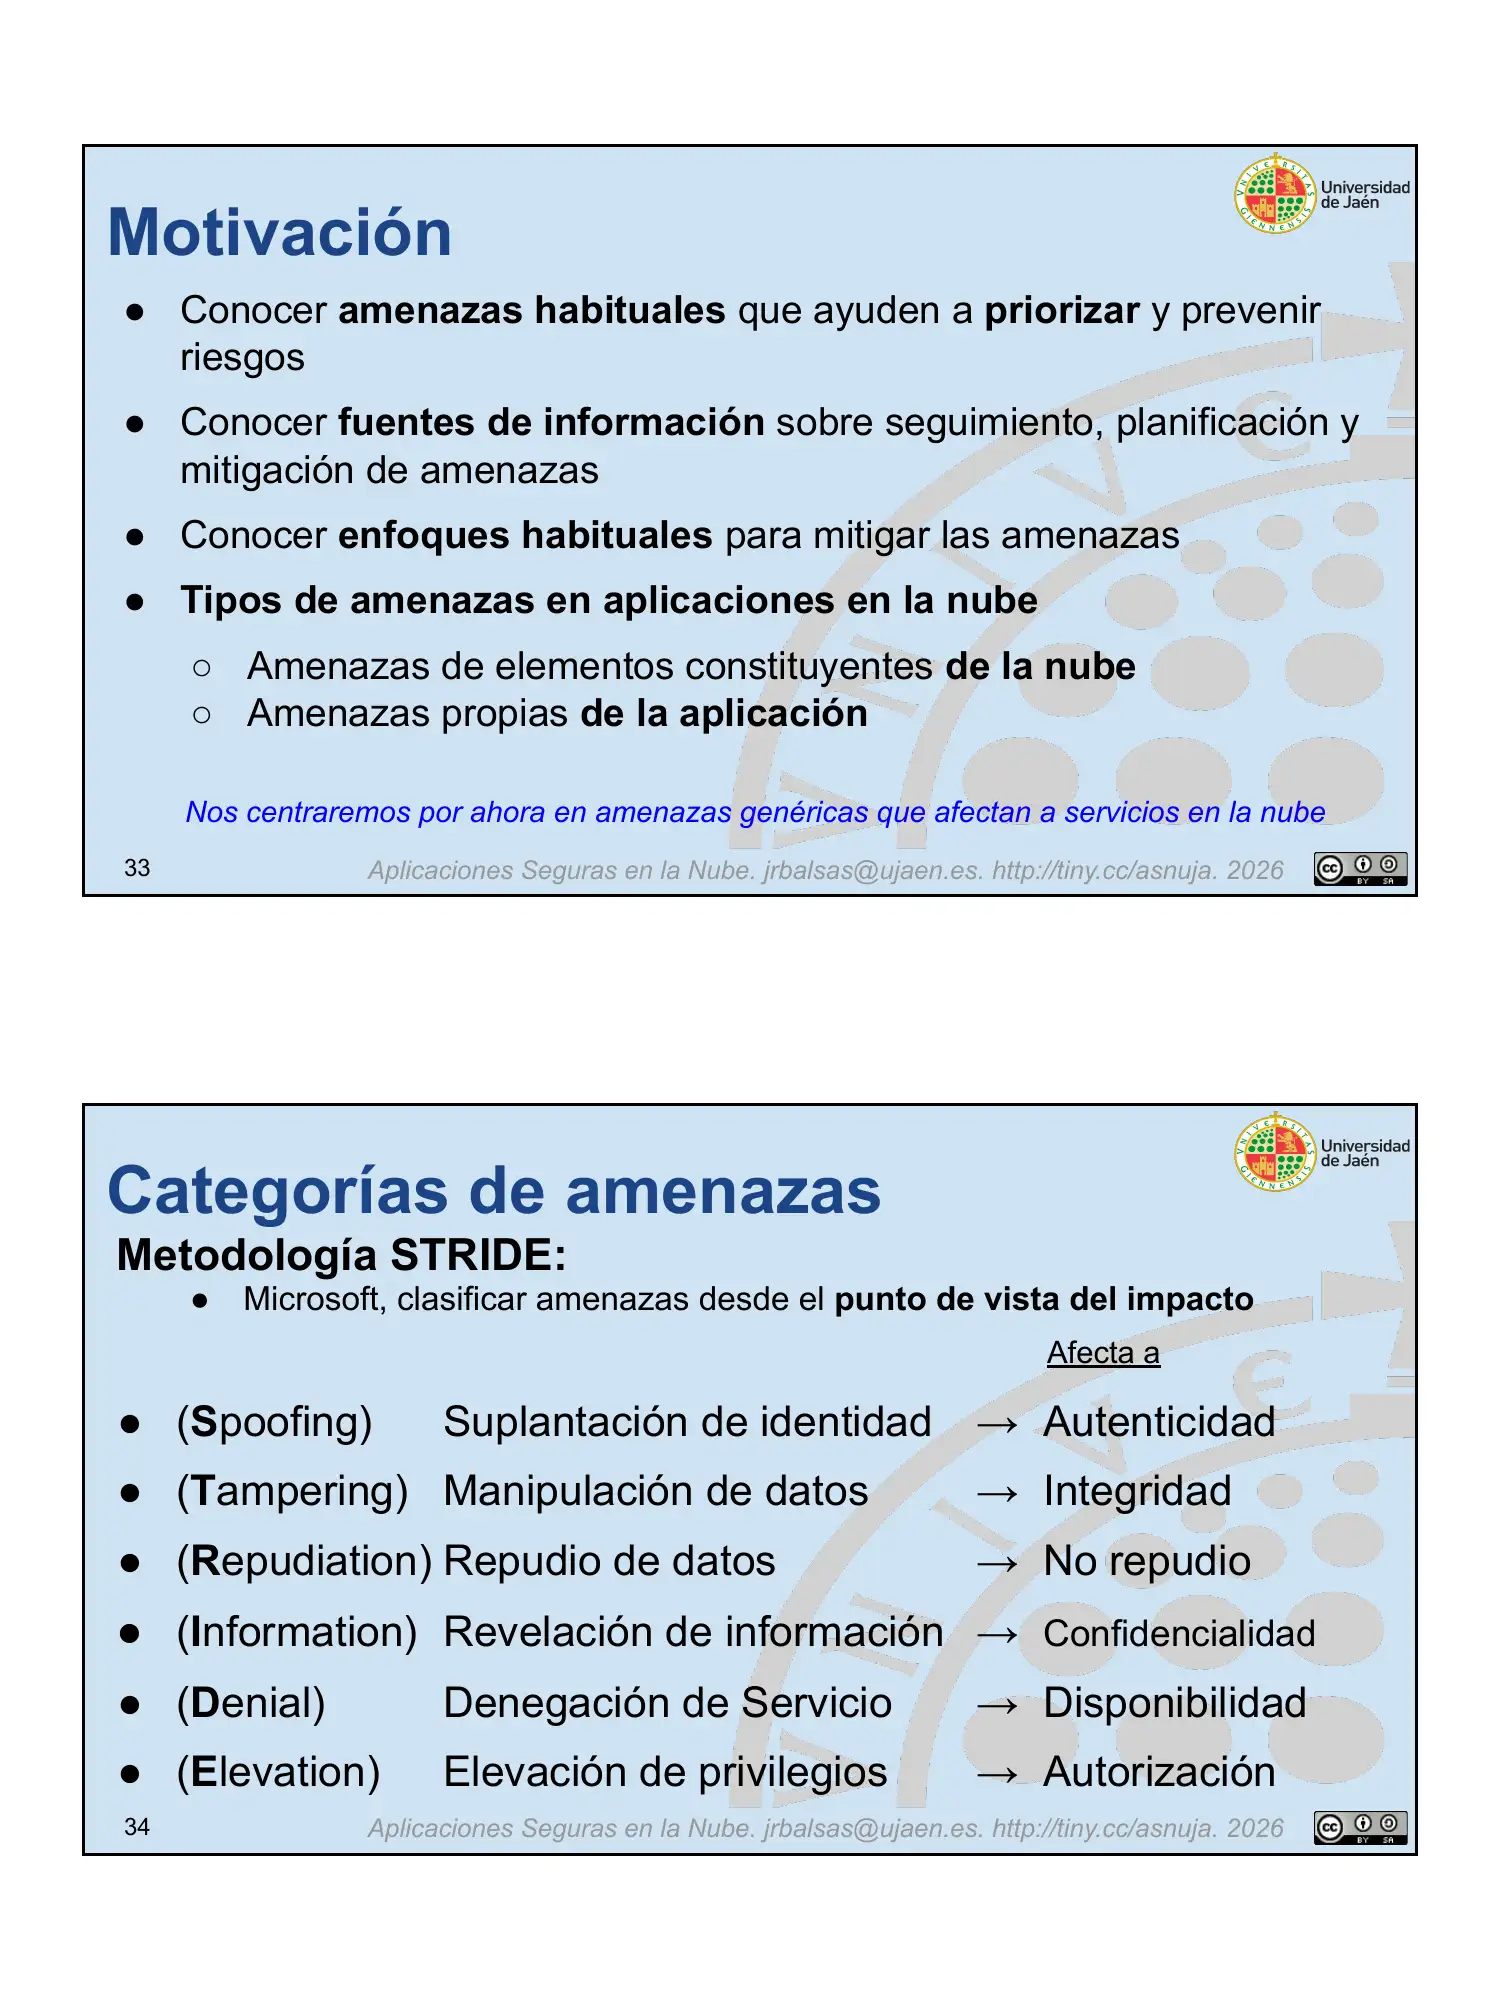 Universidad
de Jaén
Motivación
● Conocer amenazas habituales que ayuden a priorizar y prevenir
riesgos
● Conocer fuentes de información sobre seguimiento, planificación y
mitigación de amenazas
● Conocer enfoques habituales para mitigar las amenazas
● Tipos de amenazas en aplicaciones en la nube
○ Amenazas de elementos constituyentes de la nube
○ Amenazas propias de la aplicación
Nos centraremos por ahora en amenazas genéricas que afectan a servicios en la nube
33 Aplicaciones Seguras en la Nube. jrbalsas@ujaen.es. http://tiny.cc/asnuja. 2026 cc BY SA
Universidad
de Jaén
Categorías de amenazas
Metodología STRIDE:
● Microsoft, clasificar amenazas desde el punto de vista del impacto
Afecta a
● (Spoofing) Suplantación de identidad → Autenticidad
● (Tampering) Manipulación de datos → Integridad
● (Repudiation) Repudio de datos → No repudio
● (Information) Revelación de información → Confidencialidad
● (Denial) Denegación de Servicio → Disponibilidad
● (Elevation) Elevación de privilegios → Autorización
34 Aplicaciones Seguras en la Nube. jrbalsas@ujaen.es. http://tiny.cc/asnuja. 2026 cc BY SA